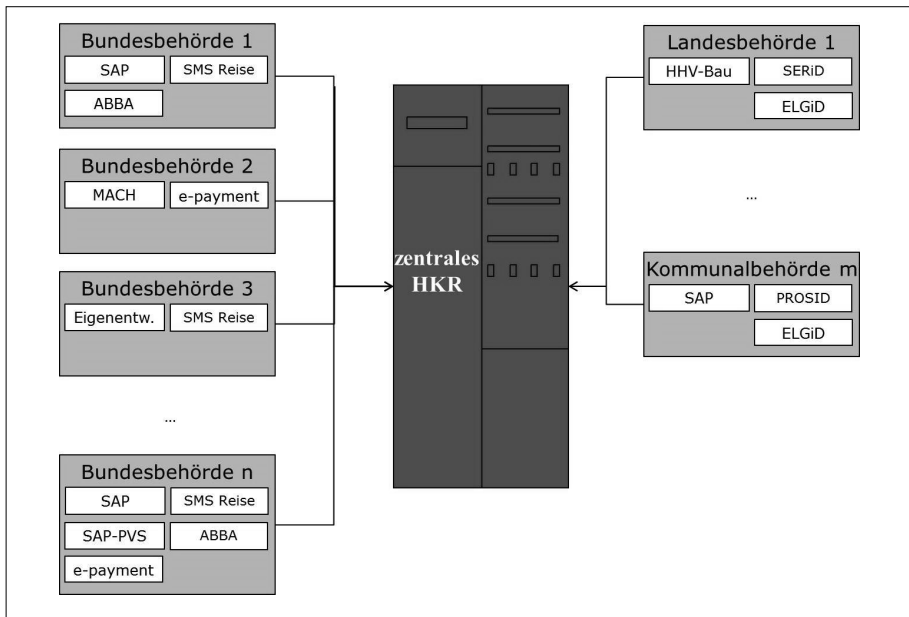 Bundesbehörde 1
SAP
SMS Reise
ABBA
Bundesbehörde 2
MACH
e-payment
Bundesbehörde 3
Eigenentw.
SMS Reise
...
Bundesbehörde n
SAP
SMS Reise
SAP-PVS
ABBA
e-payment
zentrales
HKR
Landesbehörde 1
HHV-Bau
SERiD
ELGiD
...
Kommunalbehörde m
SAP
PROSID
ELGiD